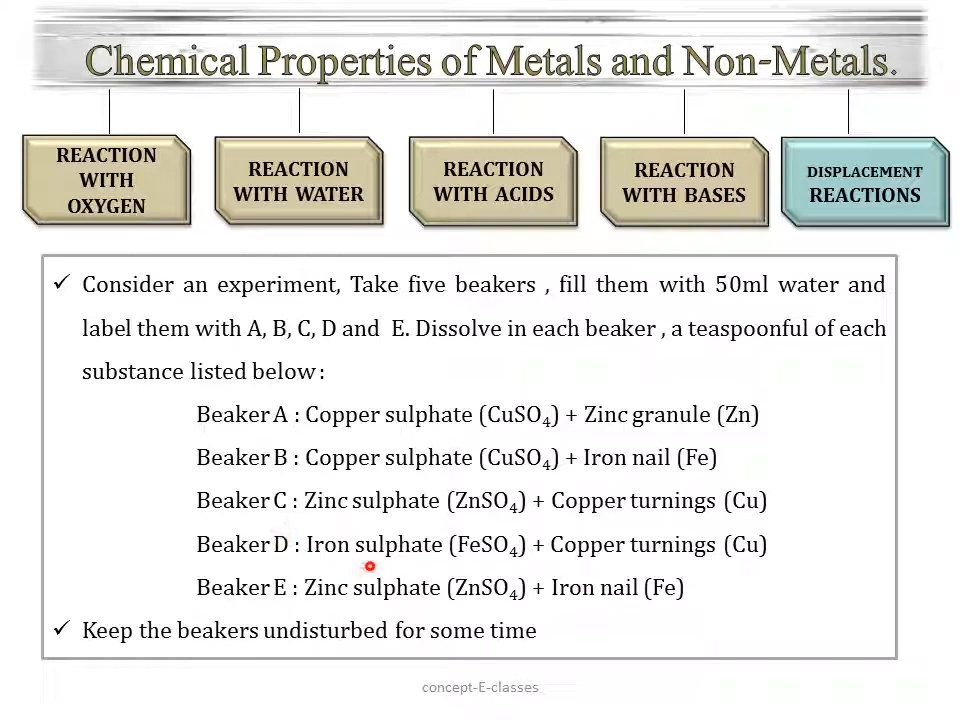 Chemical Properties of Metals and Non-Metals.
REACTION
WITH
OXYGEN
REACTION
WITH WATER
REACTION
WITH ACIDS
REACTION
WITH BASES
DISPLACEMENT
REACTIONS
✓ Consider an experiment, Take five beakers , fill them with 50ml water and
label them with A, B, C, D and E. Dissolve in each beaker , a teaspoonful of each
substance listed below :
Beaker A : Copper sulphate (CuSO₄) + Zinc granule (Zn)
Beaker B : Copper sulphate (CuSO₄) + Iron nail (Fe)
Beaker C : Zinc sulphate (ZnSO₄) + Copper turnings (Cu)
Beaker D : Iron sulphate (FeSO₄) + Copper turnings (Cu)
Beaker E : Zinc sulphate (ZnSO₄) + Iron nail (Fe)
✓ Keep the beakers undisturbed for some time
concept-E-classes